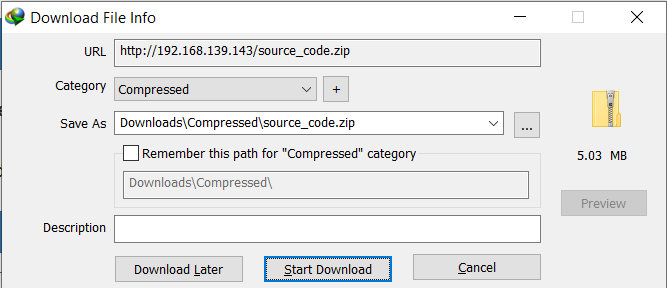 Download File Info
URL http://192.168.139.143/source_code.zip
Category Compressed +
Save As Downloads\Compressed\source_code.zip ...
Remember this path for "Compressed" category
5.03 MB
Downloads\Compressed\
Preview
Description
Download Later Start Download Cancel